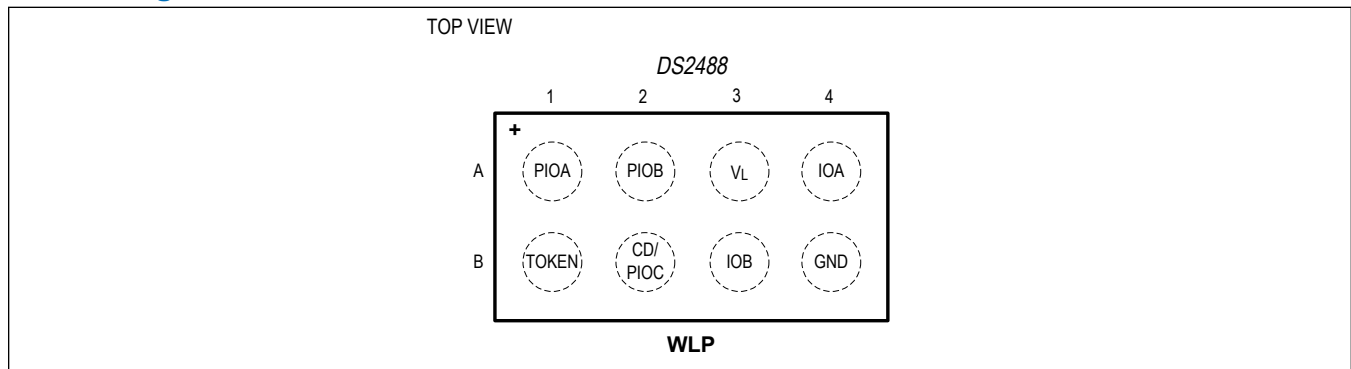 TOP VIEW
DS2488
1 2 3 4
+
A PIOA PIOB VL IOA
B TOKEN CD/ PIOC IOB GND
WLP